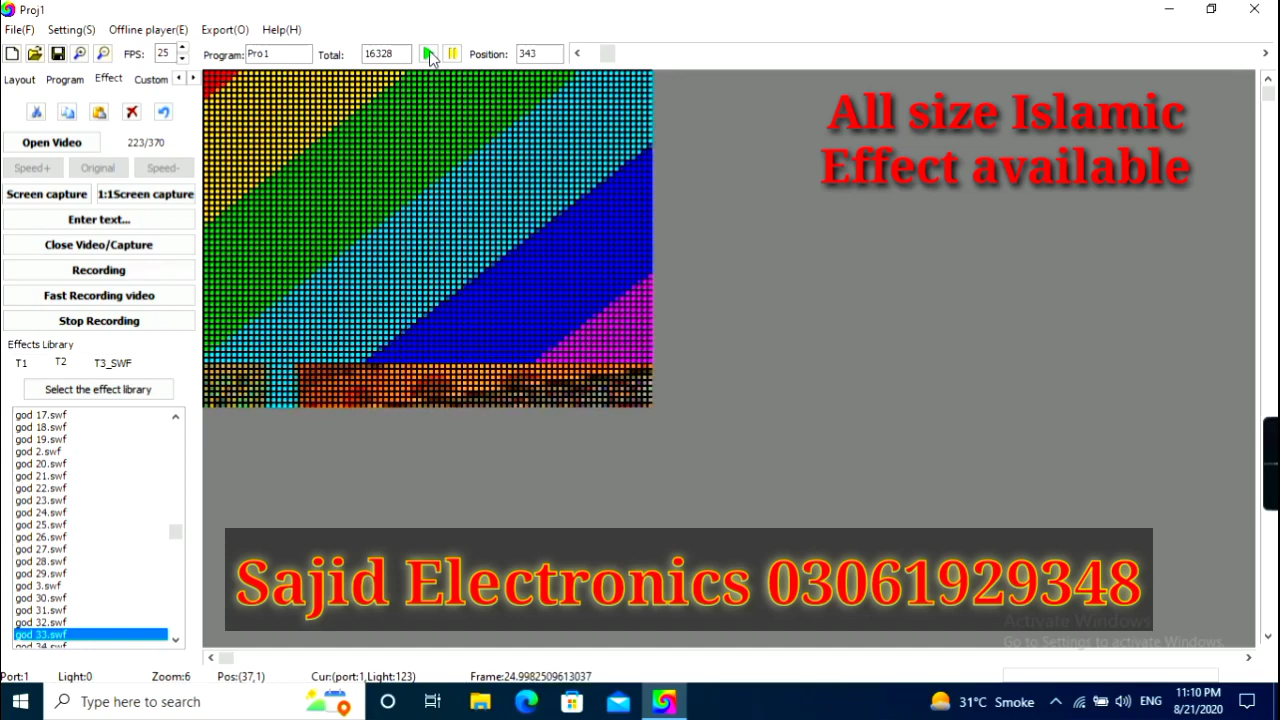 Proj1
File(F) Setting(S) Offline player(E) Export(O) Help(H)
FPS: 25 Program: Pro1 Total: 16328 Position: 343
Layout Program Effect Custom
All size Islamic
Effect available
Open Video 223/370
Speed+ Original Speed-
Screen capture 1:1Screen capture
Enter text...
Close Video/Capture
Recording
Fast Recording video
Stop Recording
Effects Library
T1 T2 T3_SWF
Select the effect library
god 17.swf
god 18.swf
god 19.swf
god 2.swf
god 20.swf
god 21.swf
god 22.swf
god 23.swf
god 24.swf
god 25.swf
god 26.swf
god 27.swf
god 28.swf
god 29.swf
god 3.swf
god 30.swf
god 31.swf
god 32.swf
god 33.swf
god 34.swf
Sajid Electronics 03061929348
Activate Windows
Go to Settings to activate Windows.
Port:1 Light:0 Zoom:6 Pos:(37,1) Cur:(port:1,Light:123) Frame:24.9982509613037
Type here to search
31°C Smoke ENG
11:10 PM
8/21/2020